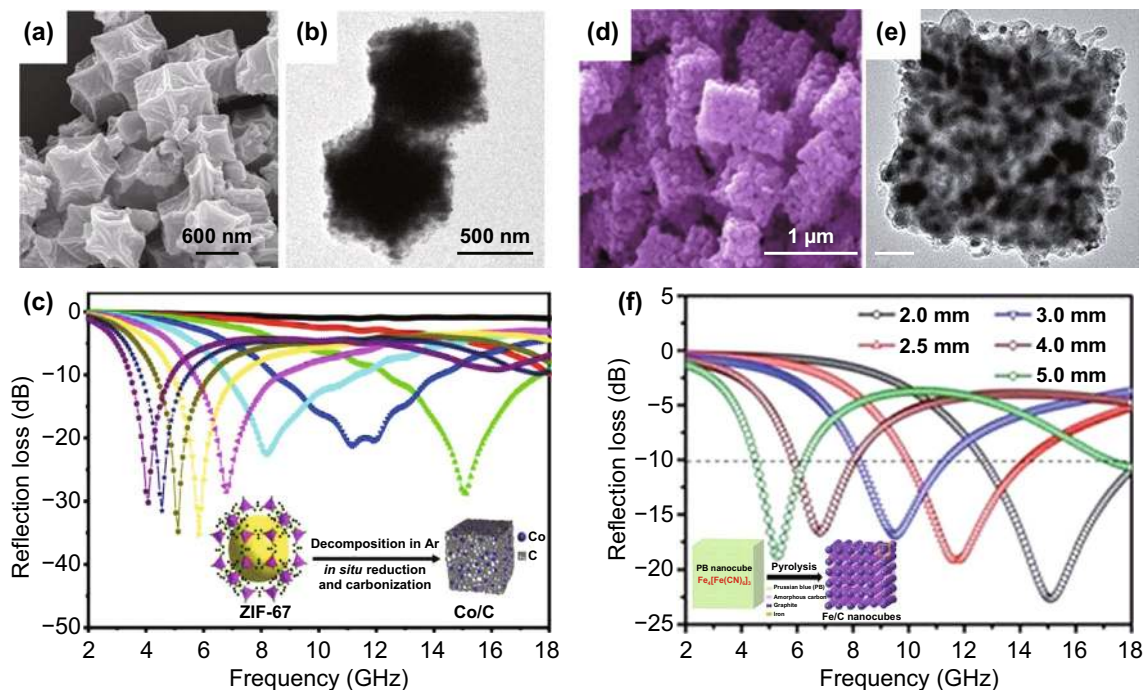 (a)
600 nm
(b)
500 nm
(d)
1 μm
(e)
(c)
Reflection loss (dB)
0
−10
−20
−30
−40
−50
2 4 6 8 10 12 14 16 18
Frequency (GHz)
Decomposition in Ar
in situ reduction
and carbonization
ZIF-67
Co/C
Co
C
(f)
Reflection loss (dB)
5
0
−5
−10
−15
−20
−25
2 4 6 8 10 12 14 16 18
Frequency (GHz)
2.0 mm
3.0 mm
2.5 mm
4.0 mm
5.0 mm
PB nanocube
Fe₄[Fe(CN)₆]₃
Pyrolysis
Prussian blue (PB)
Amorphous carbon
Graphite
Iron
Fe/C nanocubes